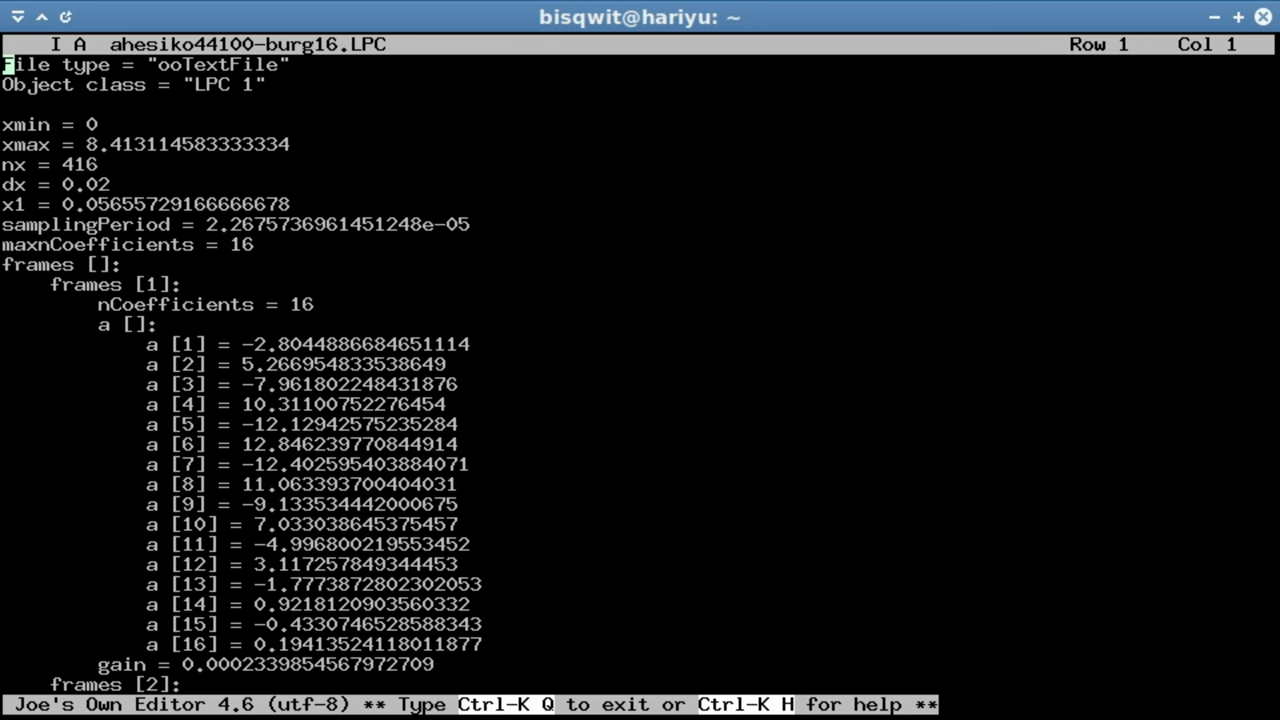 bisqwit@hariyu: ~
I A ahesiko44100-burg16.LPC Row 1 Col 1
File type = "ooTextFile"
Object class = "LPC 1"
xmin = 0
xmax = 8.413114583333334
nx = 416
dx = 0.02
x1 = 0.05655729166666678
samplingPeriod = 2.2675736961451248e-05
maxnCoefficients = 16
frames []:
frames [1]:
nCoefficients = 16
a []:
a [1] = -2.8044886684651114
a [2] = 5.266954833538649
a [3] = -7.961802248431876
a [4] = 10.31100752276454
a [5] = -12.12942575235284
a [6] = 12.846239770844914
a [7] = -12.402595403884071
a [8] = 11.063393700404031
a [9] = -9.133534442000675
a [10] = 7.033038645375457
a [11] = -4.996800219553452
a [12] = 3.117257849344453
a [13] = -1.7773872802302053
a [14] = 0.9218120903560332
a [15] = -0.4330746528588343
a [16] = 0.19413524118011877
gain = 0.00023398545679727​09
frames [2]:
Joe's Own Editor 4.6 (utf-8) ** Type Ctrl-K Q to exit or Ctrl-K H for help **